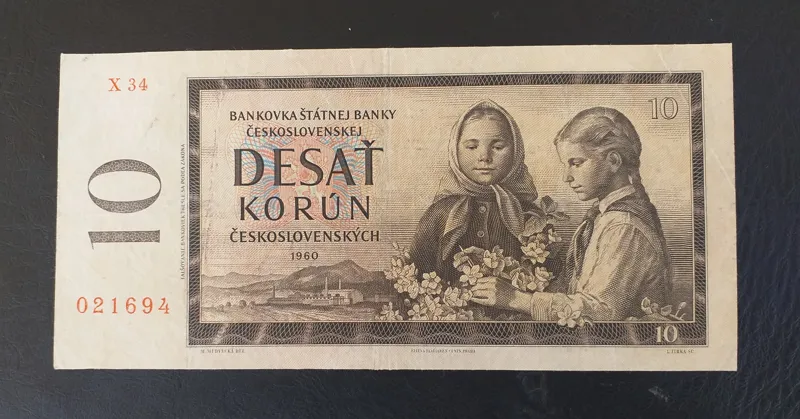 X 34
10
021694
BANKOVKA ŠTÁTNEJ BANKY
ČESKOSLOVENSKEJ
DESAŤ
KORÚN
ČESKOSLOVENSKÝCH
1960
10
10